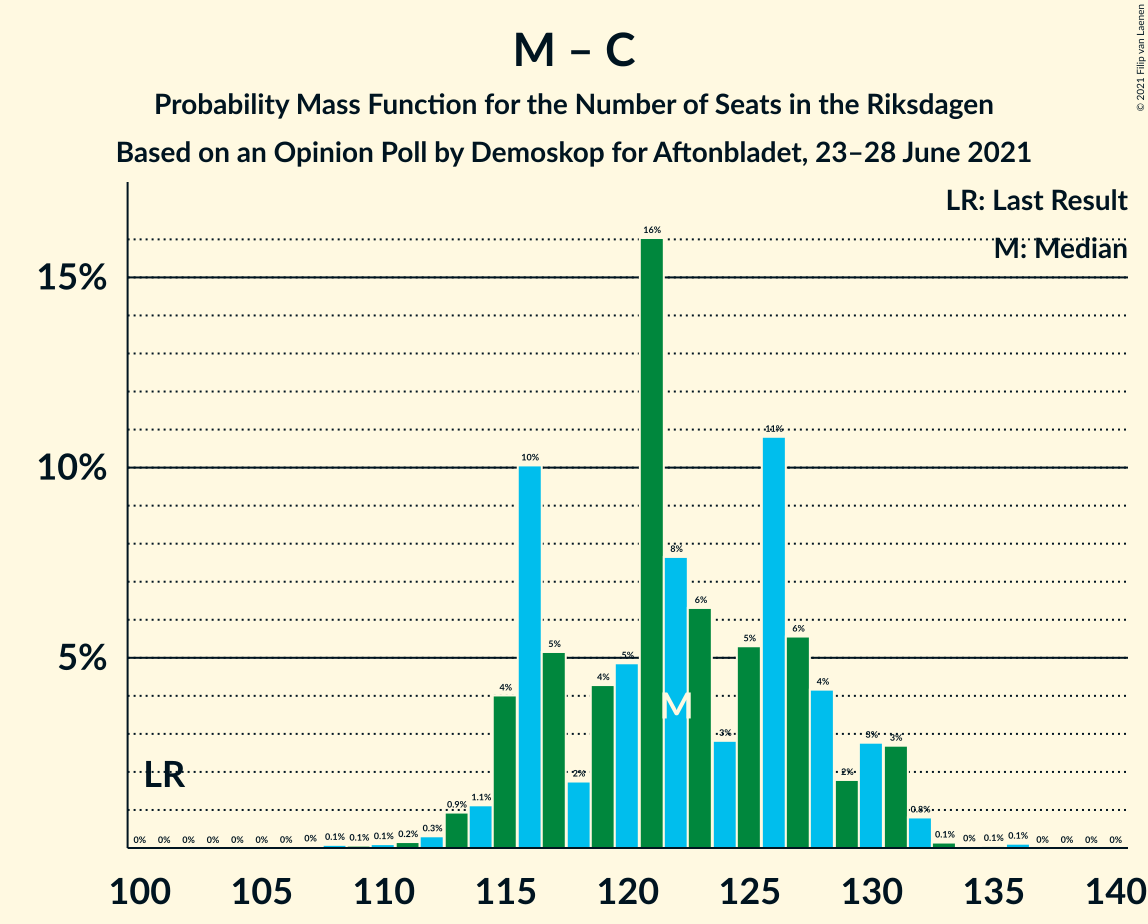 © 2021 Filip van Laenen
M – C
Probability Mass Function for the Number of Seats in the Riksdagen
Based on an Opinion Poll by Demoskop for Aftonbladet, 23–28 June 2021
LR: Last Result
M: Median
15%
10%
5%
0% 0% 0% 0% 0% 0% 0% 0% 0.1% 0.1% 0.1% 0.2% 0.3% 0.9% 1.1% 4% 10% 5% 2% 4% 5% 16% 8% 6% 3% 5% 11% 6% 4% 2% 3% 3% 0.8% 0.1% 0% 0.1% 0.1% 0% 0% 0% 0%
M
LR
100 105 110 115 120 125 130 135 140